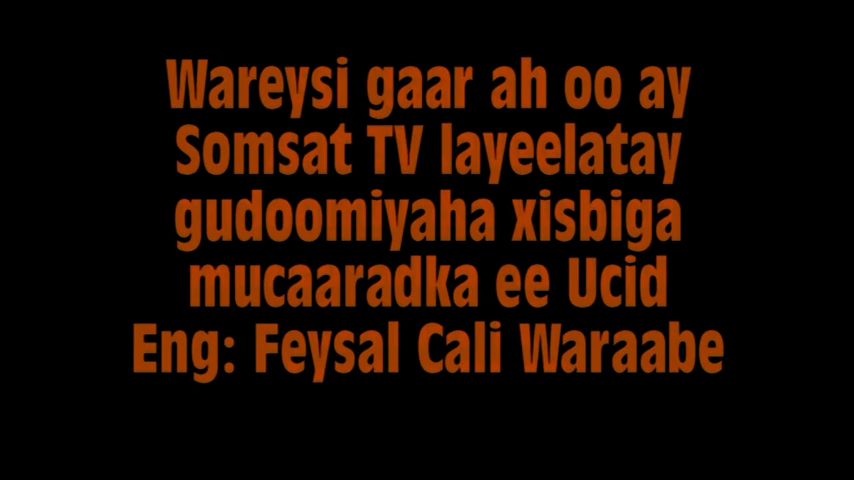 Wareysi gaar ah oo ay
Somsat TV layeelatay
gudoomiyaha xisbiga
mucaaradka ee Ucid
Eng: Feysal Cali Waraabe